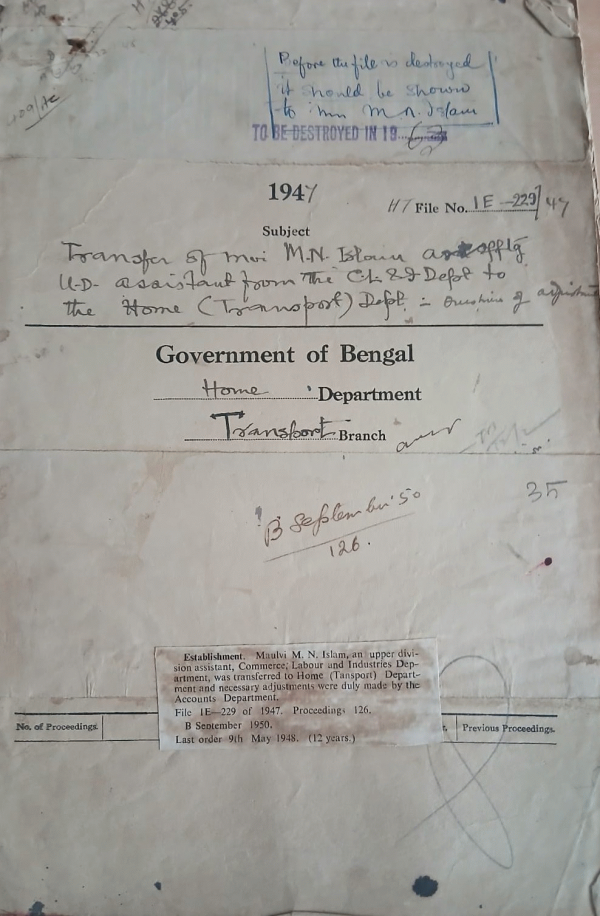 Before the file is destroyed
it should be shown
to M. N. Islam
TO BE DESTROYED IN 19
1947
File No. IE-229/47
Subject
Transfer of M.N. Islam offg
U.D. assistant from the C.L & I Dept to
the Home (Transport) Dept.
Government of Bengal
Home Department
Transport Branch
35
B September '50
126.
Establishment. Maulvi M. N. Islam, an upper divi-
sion assistant, Commerce, Labour and Industries Dep-
artment, was transferred to Home (Tansport) Depart-
ment and necessary adjustments were duly made by the
Accounts Department.
File 1E—229 of 1947. Proceedings 126.
B September 1950.
Last order 9th May 1948. (12 years.)
No. of Proceedings. Previous Proceedings.